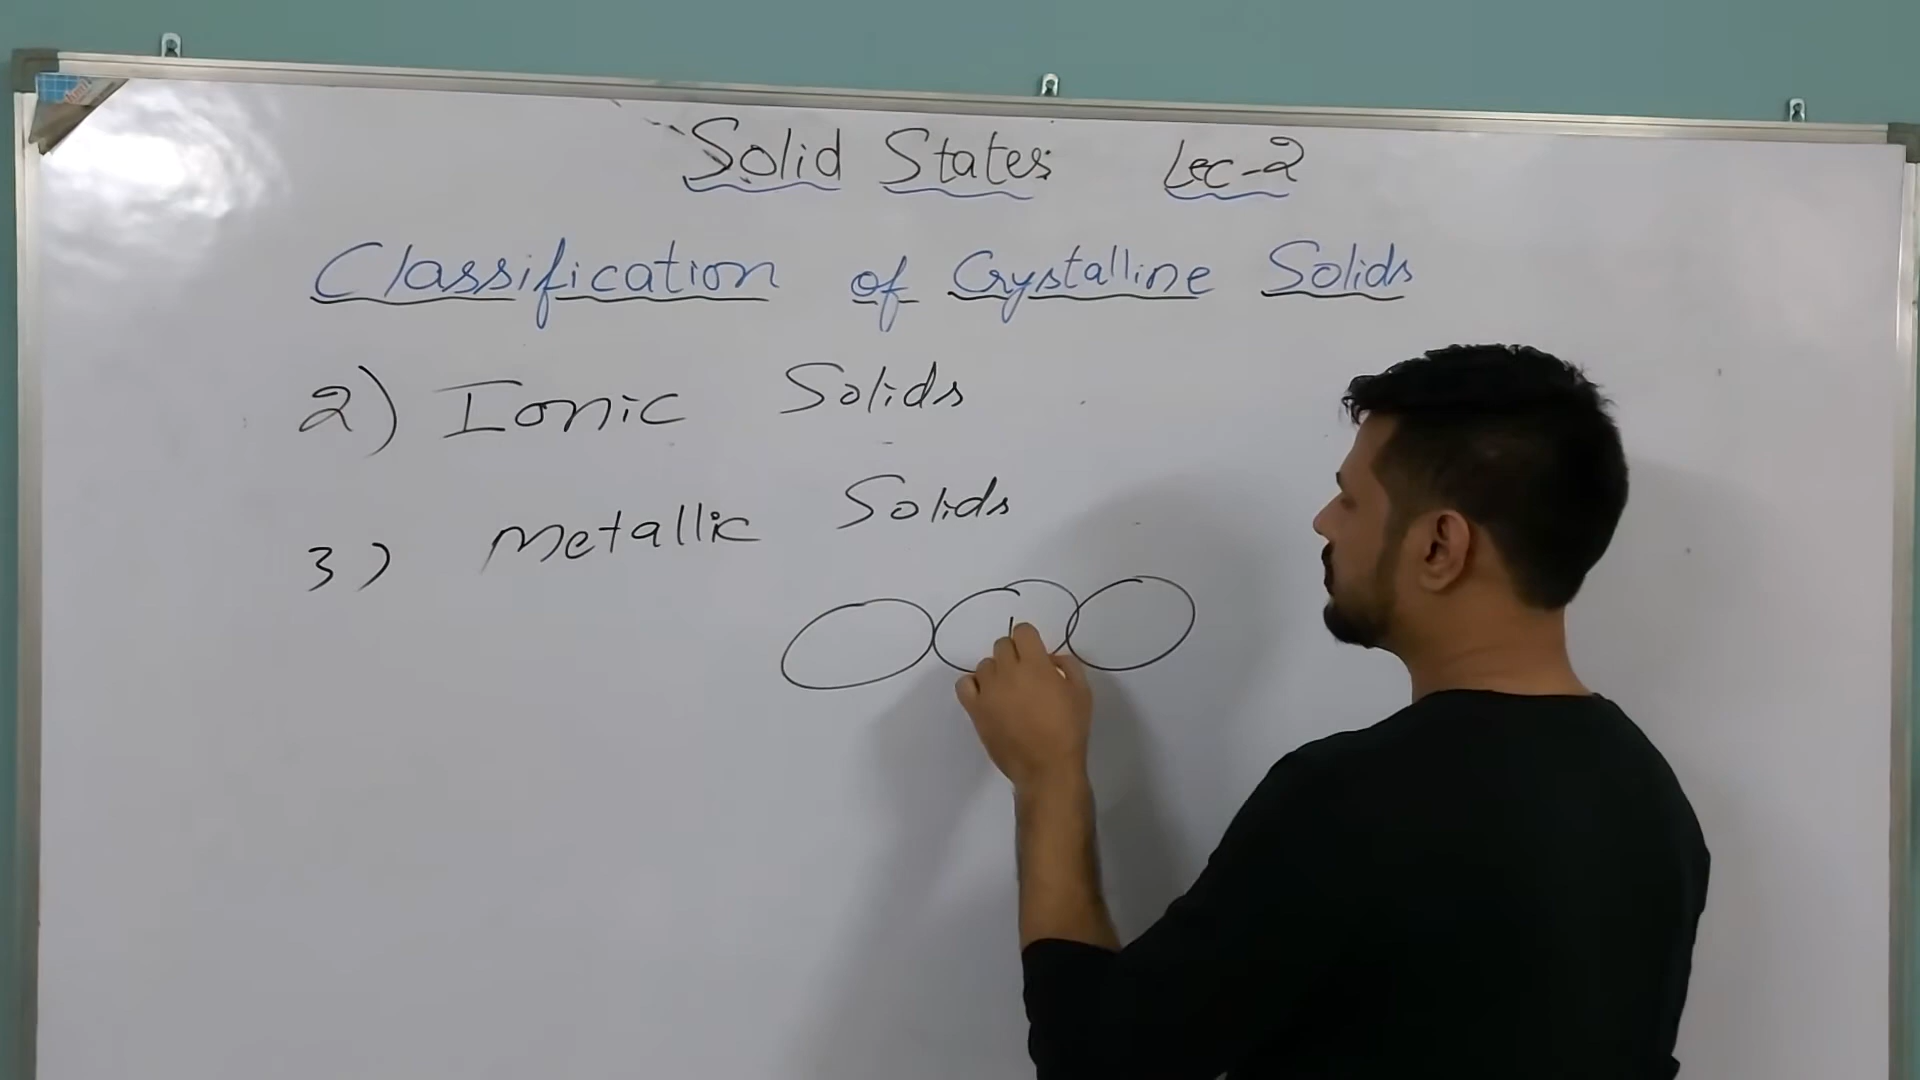 Solid States Lec-2
Classification of Crystalline Solids
2) Ionic Solids
3) Metallic Solids